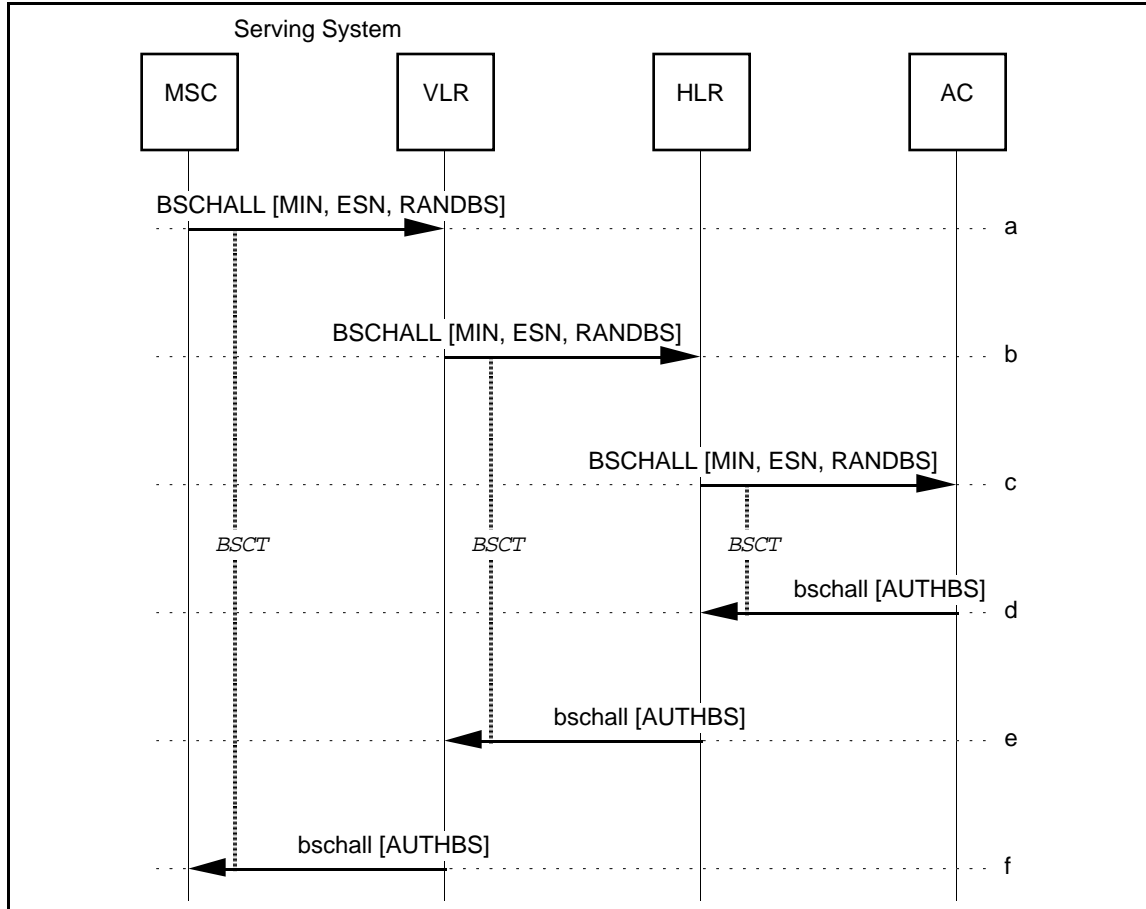 Serving System
MSC
VLR
HLR
AC
BSCHALL [MIN, ESN, RANDBS]
a
BSCHALL [MIN, ESN, RANDBS]
b
BSCHALL [MIN, ESN, RANDBS]
c
BSCT
BSCT
BSCT
bschall [AUTHBS]
d
bschall [AUTHBS]
e
bschall [AUTHBS]
f